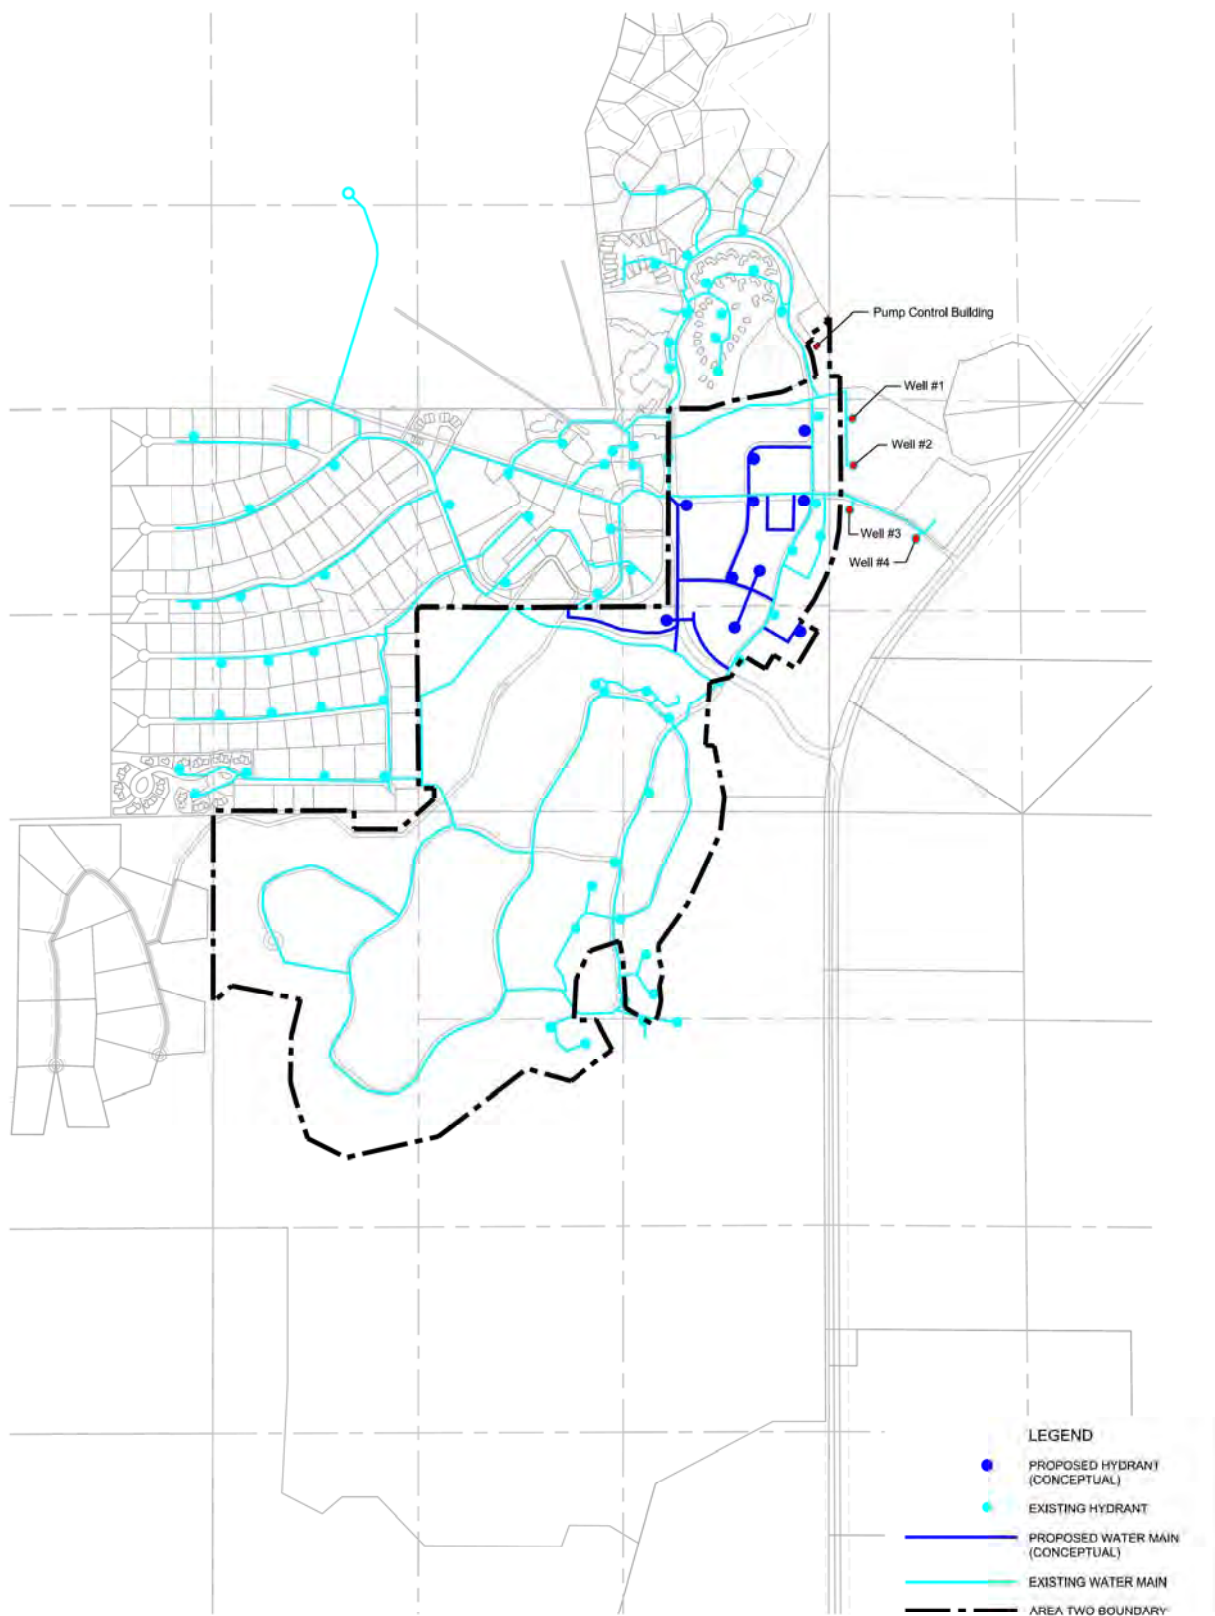 Pump Control Building
Well #1
Well #2
Well #3
Well #4
LEGEND
PROPOSED HYDRANT
(CONCEPTUAL)
EXISTING HYDRANT
PROPOSED WATER MAIN
(CONCEPTUAL)
EXISTING WATER MAIN
AREA TWO BOUNDARY